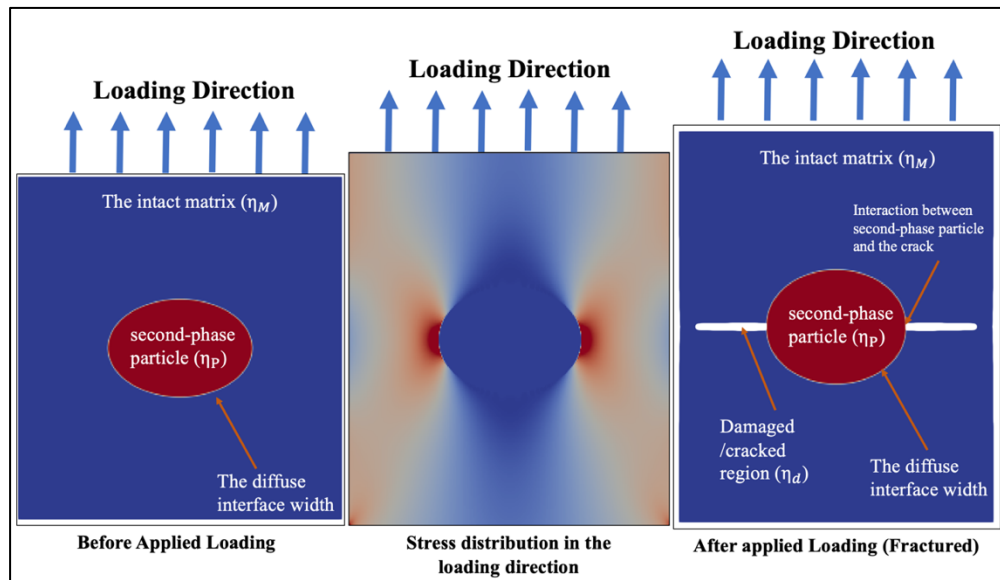 Loading Direction
The intact matrix (η_M)
second-phase
particle (η_P)
The diffuse
interface width
Before Applied Loading
Loading Direction
Stress distribution in the
loading direction
Loading Direction
The intact matrix (η_M)
Interaction between
second-phase particle
and the crack
second-phase
particle (η_P)
Damaged
/cracked
region (η_d)
The diffuse
interface width
After applied Loading (Fractured)